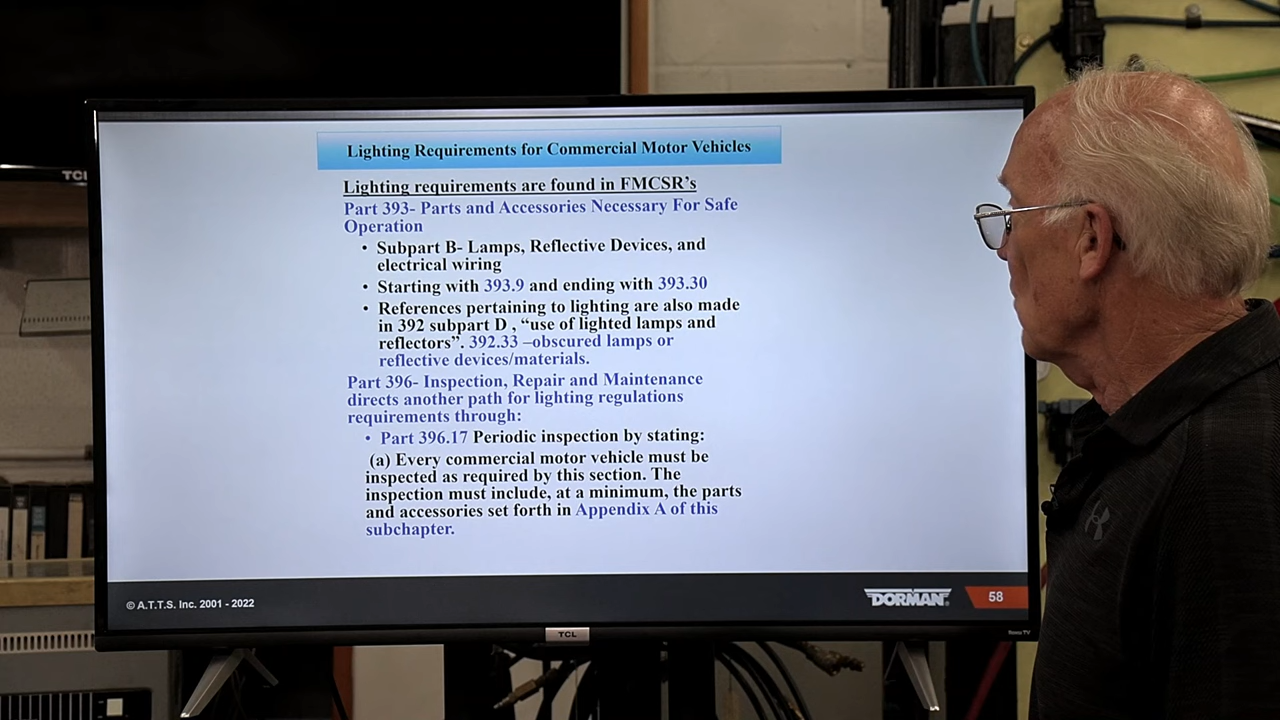 TCL
Lighting Requirements for Commercial Motor Vehicles
Lighting requirements are found in FMCSR's
Part 393- Parts and Accessories Necessary For Safe
Operation
• Subpart B- Lamps, Reflective Devices, and
electrical wiring
• Starting with 393.9 and ending with 393.30
• References pertaining to lighting are also made
in 392 subpart D , “use of lighted lamps and
reflectors”. 392.33 –obscured lamps or
reflective devices/materials.
Part 396- Inspection, Repair and Maintenance
directs another path for lighting regulations
requirements through:
• Part 396.17 Periodic inspection by stating:
(a) Every commercial motor vehicle must be
inspected as required by this section. The
inspection must include, at a minimum, the parts
and accessories set forth in Appendix A of this
subchapter.
© A.T.T.S. Inc. 2001 - 2022
DORMAN
58
TCL
Roku TV